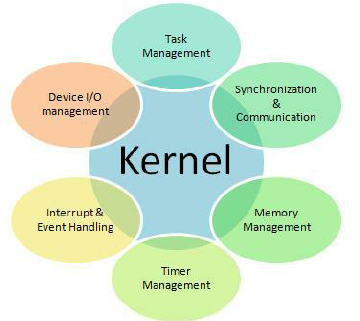 Task
Management
Synchronization
&
Communication
Memory
Management
Timer
Management
Interrupt &
Event Handling
Device I/O
management
Kernel